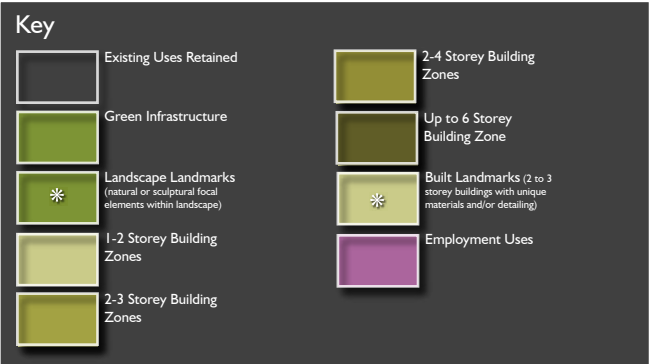 Key
Existing Uses Retained
Green Infrastructure
Landscape Landmarks
(natural or sculptural focal
elements within landscape)
1-2 Storey Building
Zones
2-3 Storey Building
Zones
2-4 Storey Building
Zones
Up to 6 Storey
Building Zone
Built Landmarks (2 to 3
storey buildings with unique
materials and/or detailing)
Employment Uses